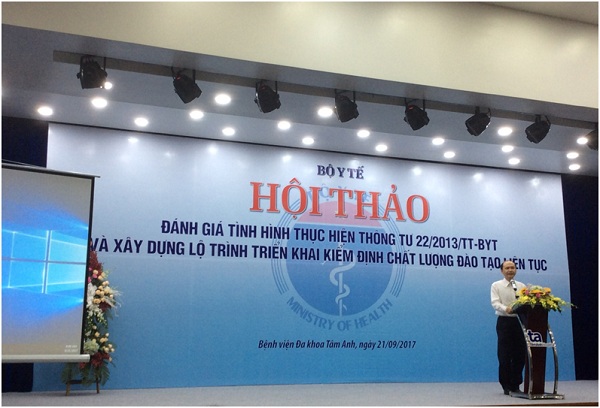 BỘ Y TẾ
HỘI THẢO
ĐÁNH GIÁ TÌNH HÌNH THỰC HIỆN THÔNG TƯ 22/2013/TT-BYT
VÀ XÂY DỰNG LỘ TRÌNH TRIỂN KHAI KIỂM ĐỊNH CHẤT LƯỢNG ĐÀO TẠO LIÊN TỤC
MINISTRY OF HEALTH
Bệnh viện Đa khoa Tâm Anh, ngày 21/09/2017
ta